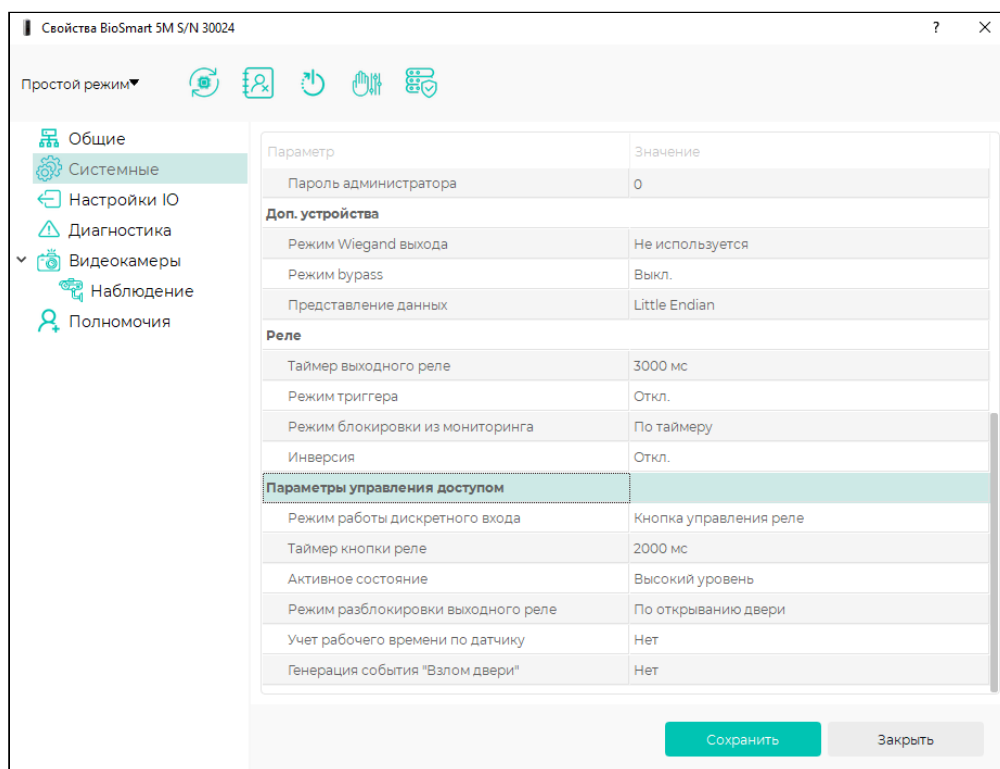 Свойства BioSmart 5M S/N 30024
?
Простой режим
Общие
Системные
Настройки IO
Диагностика
Видеокамеры
Наблюдение
Полномочия
Параметр Значение
Пароль администратора 0
Доп. устройства
Режим Wiegand выхода Не используется
Режим bypass Выкл.
Представление данных Little Endian
Реле
Таймер выходного реле 3000 мс
Режим триггера Откл.
Режим блокировки из мониторинга По таймеру
Инверсия Откл.
Параметры управления доступом
Режим работы дискретного входа Кнопка управления реле
Таймер кнопки реле 2000 мс
Активное состояние Высокий уровень
Режим разблокировки выходного реле По открыванию двери
Учет рабочего времени по датчику Нет
Генерация события "Взлом двери" Нет
Сохранить Закрыть